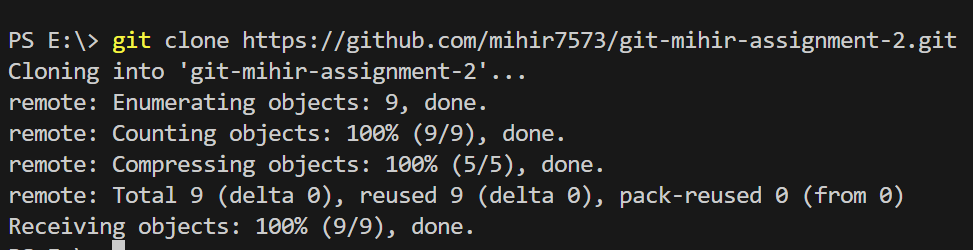 PS E:\> git clone https://github.com/mihir7573/git-mihir-assignment-2.git
Cloning into 'git-mihir-assignment-2'...
remote: Enumerating objects: 9, done.
remote: Counting objects: 100% (9/9), done.
remote: Compressing objects: 100% (5/5), done.
remote: Total 9 (delta 0), reused 9 (delta 0), pack-reused 0 (from 0)
Receiving objects: 100% (9/9), done.
PS E:\>